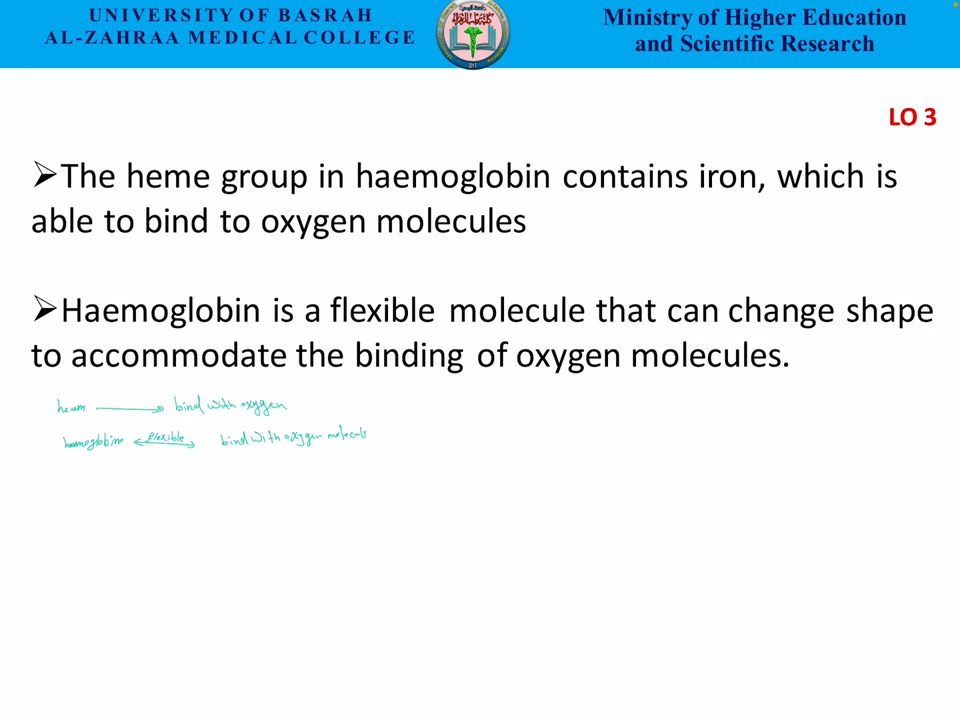 UNIVERSITY OF BASRAH
AL-ZAHRAA MEDICAL COLLEGE
Ministry of Higher Education
and Scientific Research
2017
LO 3
➢The heme group in haemoglobin contains iron, which is
able to bind to oxygen molecules
➢Haemoglobin is a flexible molecule that can change shape
to accommodate the binding of oxygen molecules.
heam → bind with oxygen
haemoglobine flexible bind with oxygen molecule